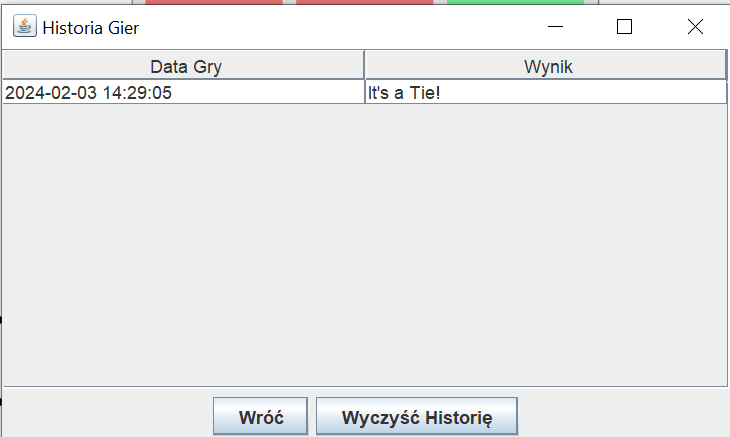 Historia Gier
Data Gry Wynik
2024-02-03 14:29:05 It's a Tie!
Wróć Wyczyść Historię